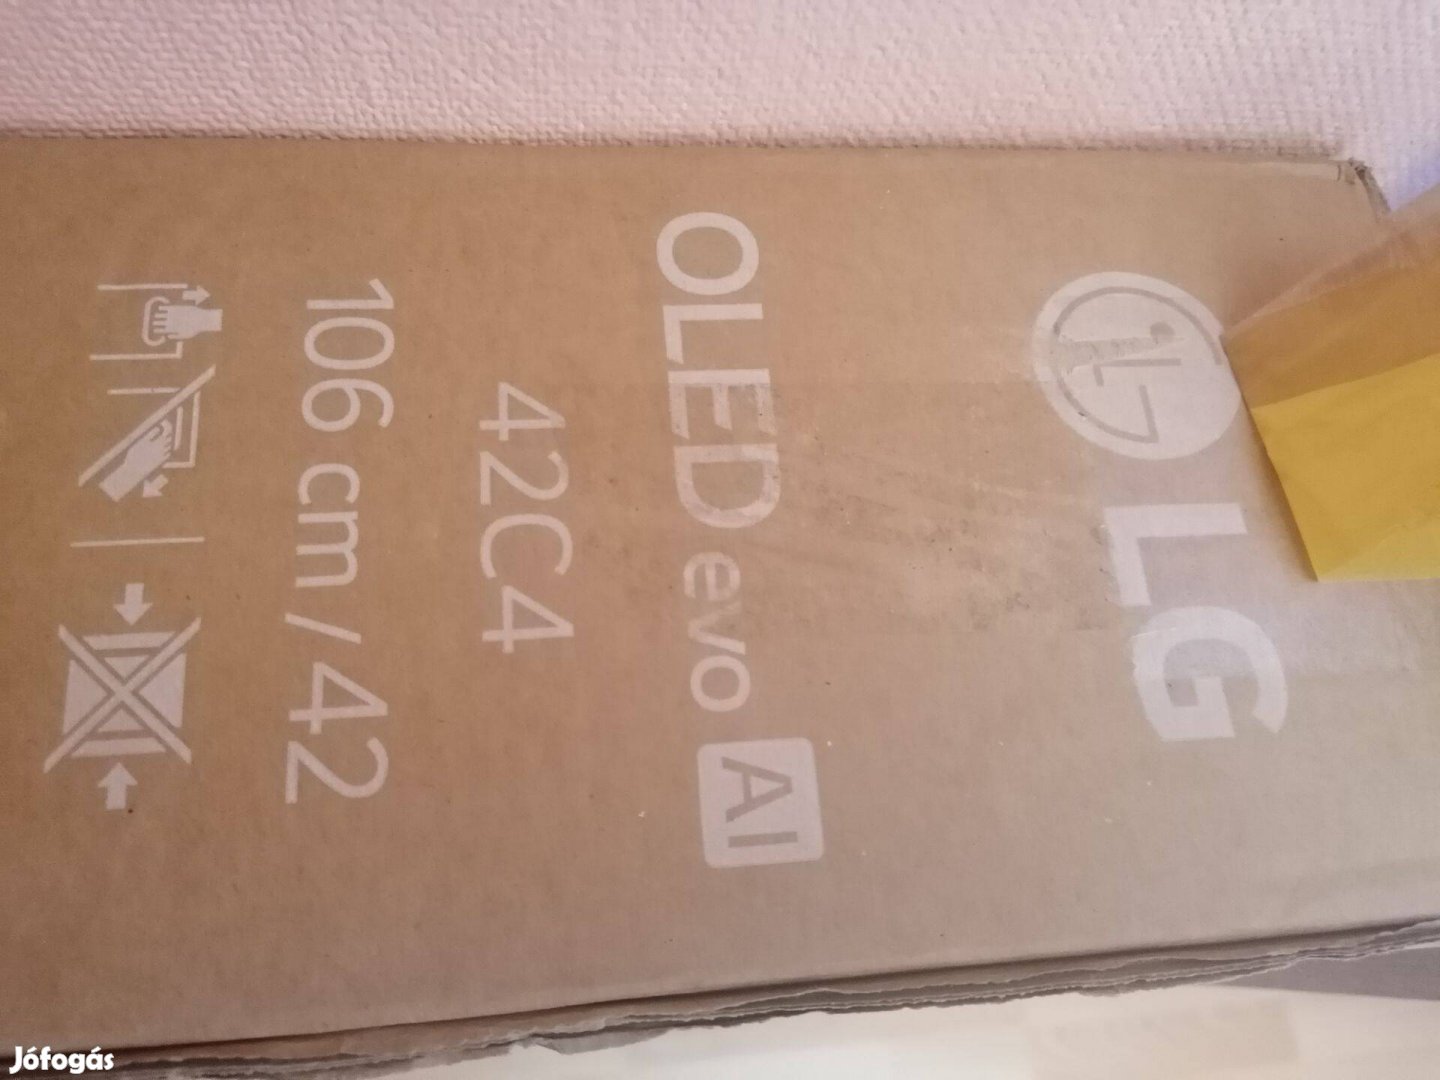 LG
OLED evo AI
42C4
106 cm / 42
Jófogás